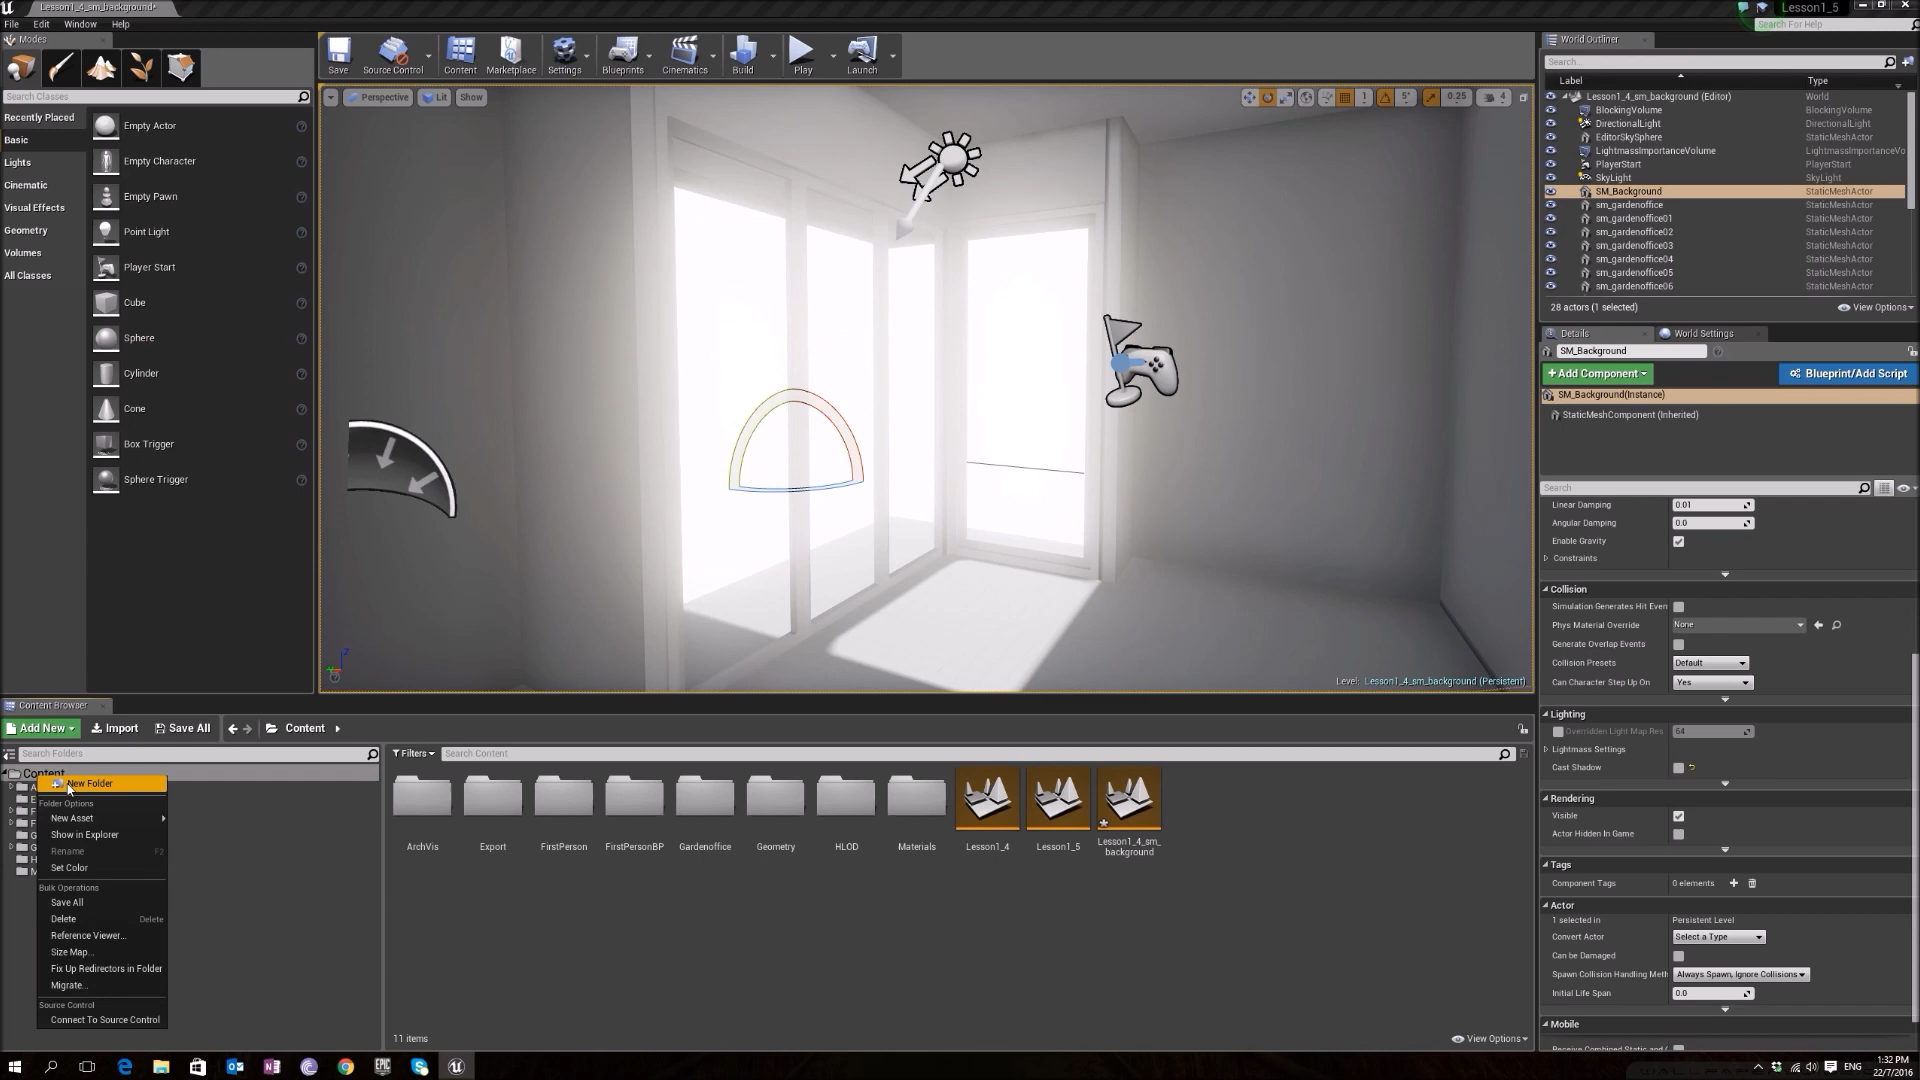 Lesson1_4_sm_background*
Lesson1_5
File Edit Window Help
Search For Help
Modes
Search Classes
Recently Placed
Basic
Lights
Cinematic
Visual Effects
Geometry
Volumes
All Classes
Empty Actor
Empty Character
Empty Pawn
Point Light
Player Start
Cube
Sphere
Cylinder
Cone
Box Trigger
Sphere Trigger
Save Source Control Content Marketplace Settings Blueprints Cinematics Build Play Launch
Perspective Lit Show
1 5° 0.25 4
Level: Lesson1_4_sm_background (Persistent)
World Outliner
Search...
Label Type
Lesson1_4_sm_background (Editor) World
BlockingVolume BlockingVolume
DirectionalLight DirectionalLight
EditorSkySphere StaticMeshActor
LightmassImportanceVolume LightmassImportanceVo
PlayerStart PlayerStart
SkyLight SkyLight
SM_Background StaticMeshActor
sm_gardenoffice StaticMeshActor
sm_gardenoffice01 StaticMeshActor
sm_gardenoffice02 StaticMeshActor
sm_gardenoffice03 StaticMeshActor
sm_gardenoffice04 StaticMeshActor
sm_gardenoffice05 StaticMeshActor
sm_gardenoffice06 StaticMeshActor
28 actors (1 selected) View Options
Details World Settings
SM_Background
+Add Component Blueprint/Add Script
SM_Background(Instance)
StaticMeshComponent (Inherited)
Search
Linear Damping 0.01
Angular Damping 0.0
Enable Gravity
Constraints
Collision
Simulation Generates Hit Even
Phys Material Override None
Generate Overlap Events
Collision Presets Default
Can Character Step Up On Yes
Lighting
Overridden Light Map Res 64
Lightmass Settings
Cast Shadow
Rendering
Visible
Actor Hidden In Game
Tags
Component Tags 0 elements
Actor
1 selected in Persistent Level
Convert Actor Select a Type
Can be Damaged
Spawn Collision Handling Meth Always Spawn, Ignore Collisions
Initial Life Span 0.0
Mobile
Content Browser
Add New Import Save All Content
Search Folders
Filters Search Content
Content
New Folder
Folder Options
New Asset
Show in Explorer
Rename F2
Set Color
Bulk Operations
Save All
Delete Delete
Reference Viewer...
Size Map...
Fix Up Redirectors in Folder
Migrate...
Source Control
Connect To Source Control
ArchVis Export FirstPerson FirstPersonBP Gardenoffice Geometry HLOD Materials Lesson1_4 Lesson1_5 Lesson1_4_sm_
background
11 items View Options
ENG
1:32 PM
22/7/2016